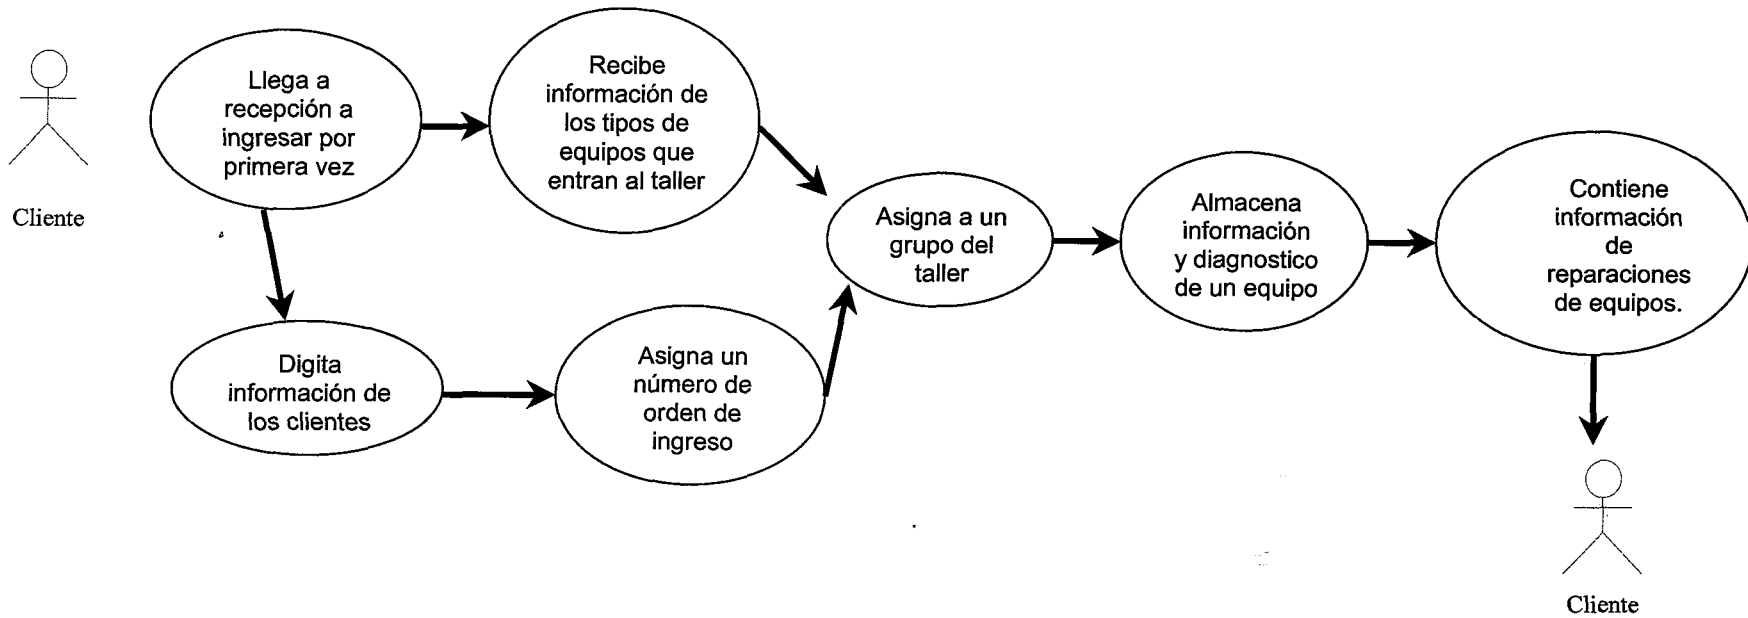 Cliente
Llega a
recepción a
ingresar por
primera vez
Recibe
información de
los tipos de
equipos que
entran al taller
Digita
información de
los clientes
Asigna un
número de
orden de
ingreso
Asigna a un
grupo del
taller
Almacena
información
y diagnostico
de un equipo
Contiene
información
de
reparaciones
de equipos.
Cliente